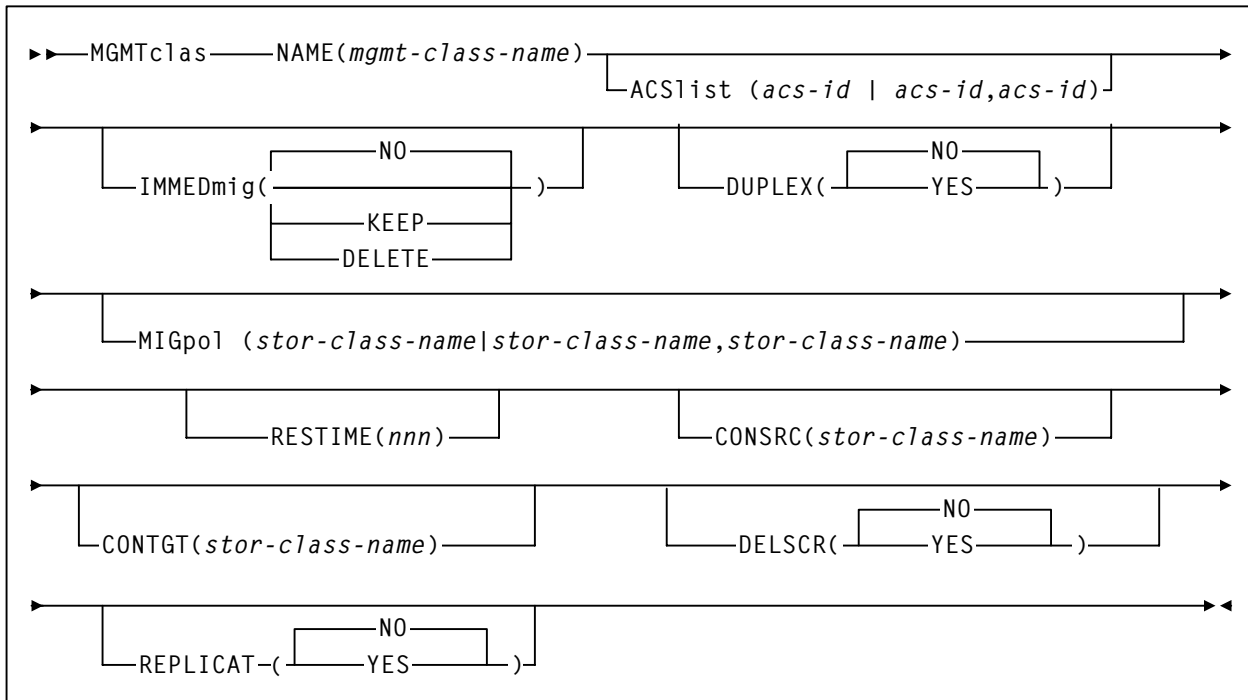 MGMTclas NAME(mgmt-class-name)
ACSlist (acs-id | acs-id,acs-id)
NO
IMMEDmig( )
KEEP
DELETE
NO
DUPLEX( YES )
MIGpol (stor-class-name|stor-class-name,stor-class-name)
RESTIME(nnn)
CONSRC(stor-class-name)
CONTGT(stor-class-name)
NO
DELSCR( YES )
NO
REPLICAT ( YES )